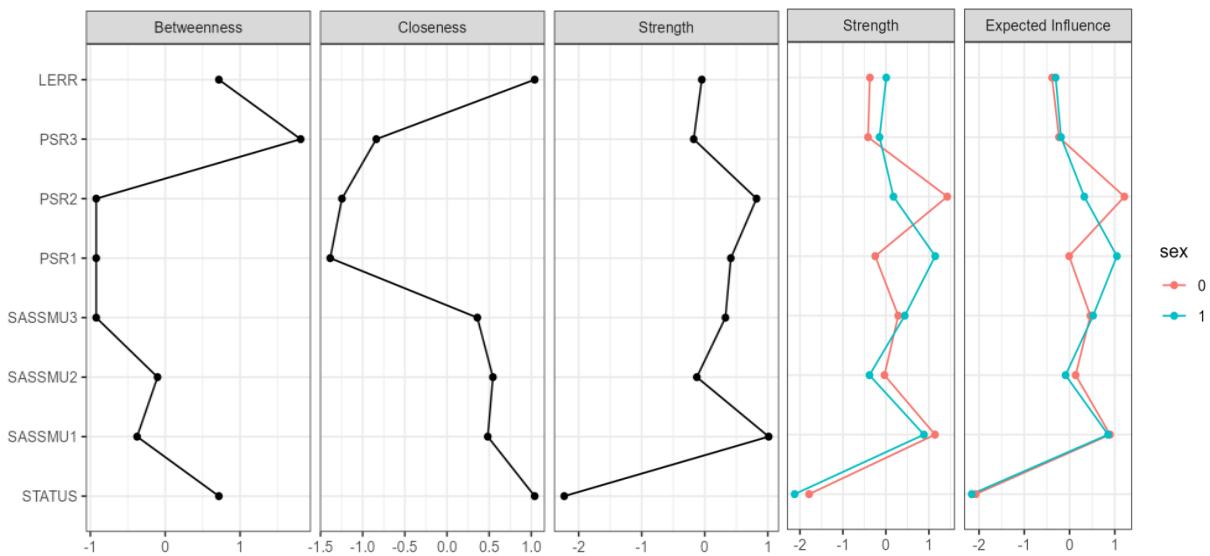 Betweenness Closeness Strength Strength Expected Influence
LERR
PSR3
PSR2
PSR1
SASSMU3
SASSMU2
SASSMU1
STATUS
sex
0
1
-1 0 1 -1.5 -1.0 -0.5 0.0 0.5 1.0 -2 -1 0 1 -2 -1 0 1 -2 -1 0 1